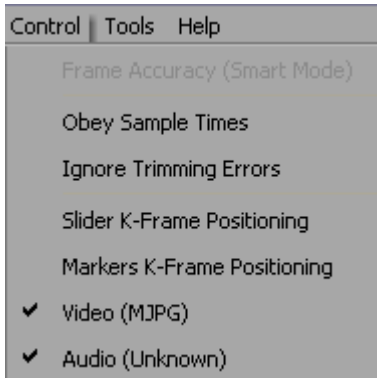 Control Tools Help
Frame Accuracy (Smart Mode)
Obey Sample Times
Ignore Trimming Errors
Slider K-Frame Positioning
Markers K-Frame Positioning
Video (MJPG)
Audio (Unknown)